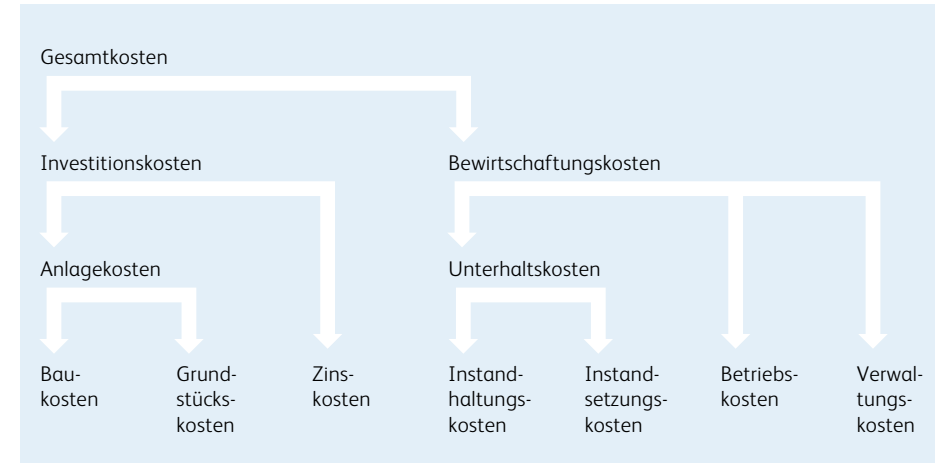 Gesamtkosten
Investitionskosten
Bewirtschaftungskosten
Anlagekosten
Unterhaltskosten
Bau-
kosten
Grund-
stücks-
kosten
Zins-
kosten
Instand-
haltungs-
kosten
Instand-
setzungs-
kosten
Betriebs-
kosten
Verwal-
tungs-
kosten